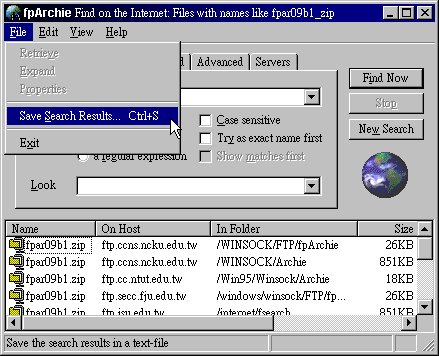 fpArchie Find on the Internet: Files with names like fpar09b1_zip
File Edit View Help
Retrieve
Expand
Properties
Save Search Results... Ctrl+S
Exit
Advanced Servers
Find Now
Stop
New Search
Case sensitive
Try as exact name first
a regular expression Show matches first
Look
Name On Host In Folder Size
fpar09b1.zip ftp.ccns.ncku.edu.tw /WINSOCK/FTP/fpArchie 26KB
fpar09b1.zip ftp.ccns.ncku.edu.tw /WINSOCK/Archie 851KB
fpar09b1.zip ftp.cc.ntut.edu.tw /Win95/Winsock/Archie 18KB
fpar09b1.zip ftp.secc.fju.edu.tw /windows/winsock/FTP/fp... 26KB
fpar09b1.zip ftp.isu.edu.tw /internet/fsearch 851KB
Save the search results in a text-file